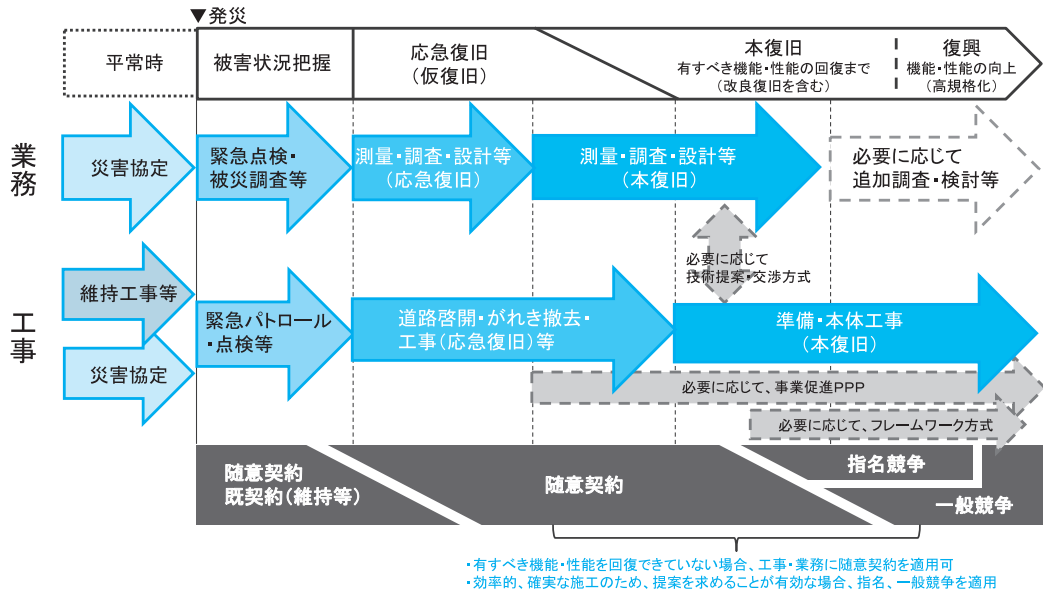 ▼発災
平常時
被害状況把握
応急復旧
(仮復旧)
本復旧
有すべき機能・性能の回復まで
(改良復旧を含む)
復興
機能・性能の向上
(高規格化)
業務
災害協定
緊急点検・
被災調査等
測量・調査・設計等
(応急復旧)
測量・調査・設計等
(本復旧)
必要に応じて
追加調査・検討等
必要に応じて
技術提案・交渉方式
工事
維持工事等
災害協定
緊急パトロール
・点検等
道路啓開・がれき撤去・
工事(応急復旧)等
準備・本体工事
(本復旧)
必要に応じて、事業促進PPP
必要に応じて、フレームワーク方式
随意契約
既契約(維持等)
随意契約
指名競争
一般競争
・有すべき機能・性能を回復できていない場合、工事・業務に随意契約を適用可
・効率的、確実な施工のため、提案を求めることが有効な場合、指名、一般競争を適用